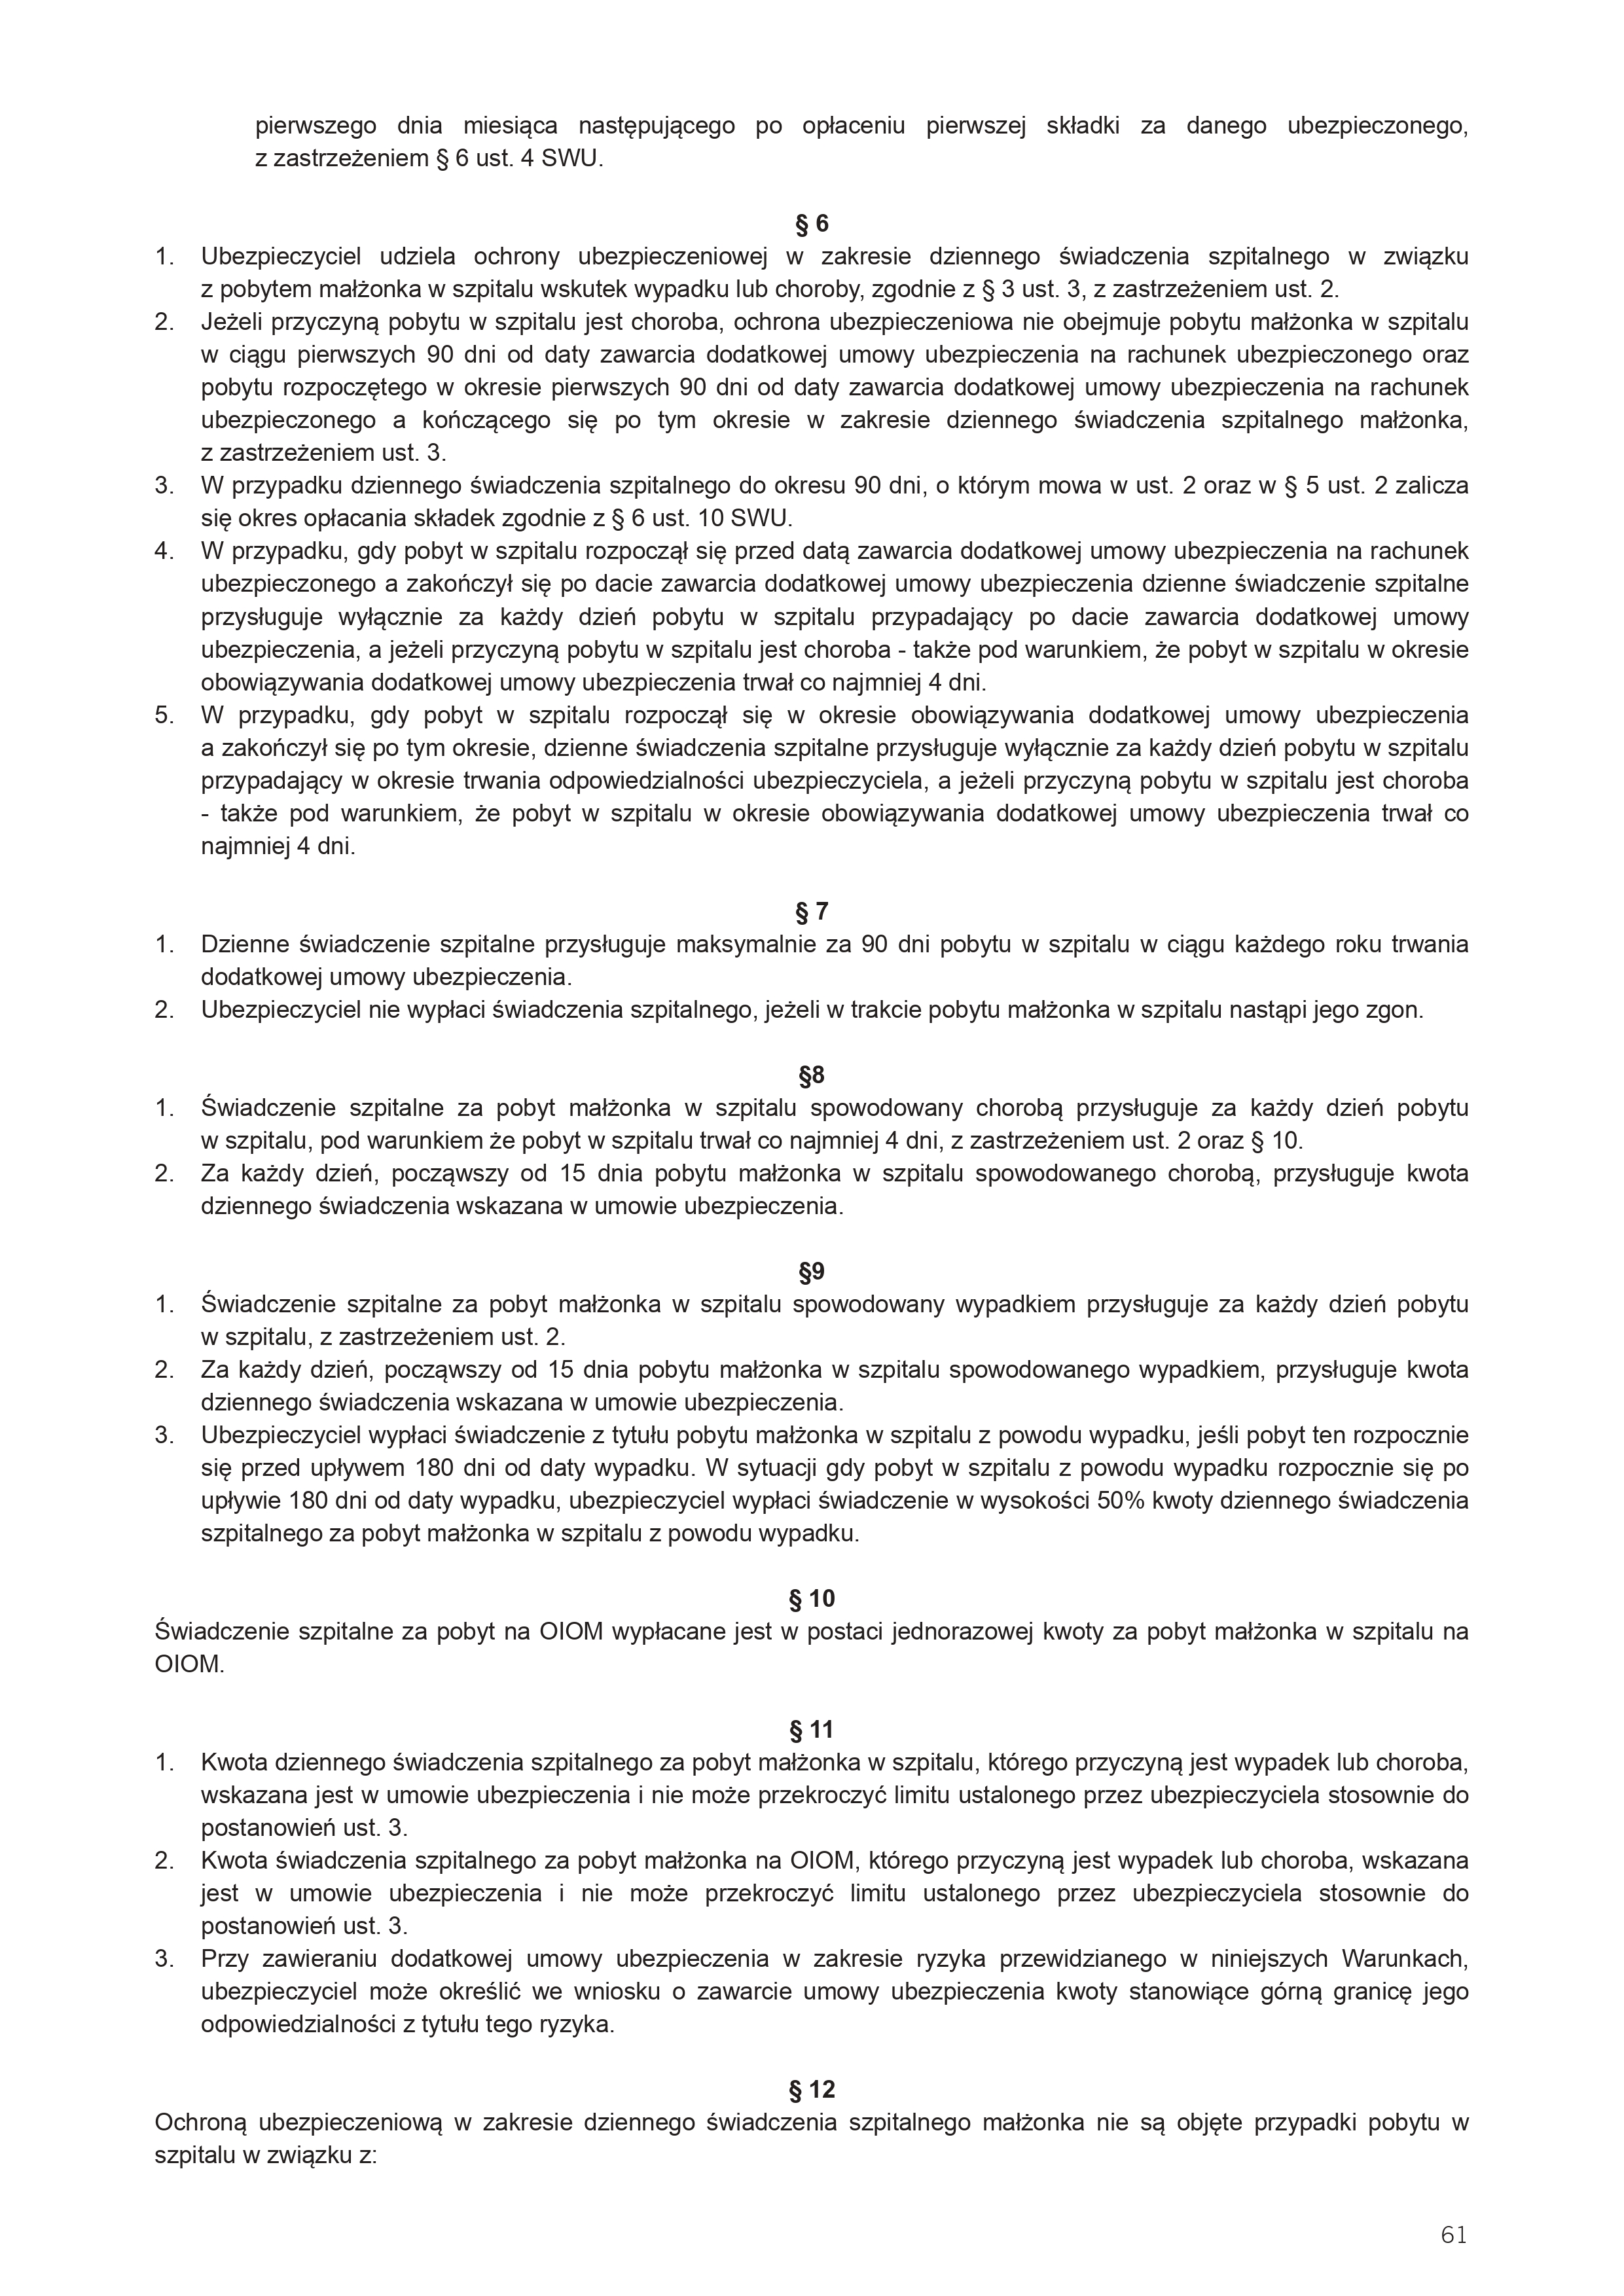 pierwszego dnia miesiąca następującego po opłaceniu pierwszej składki za danego ubezpieczonego,
z zastrzeżeniem § 6 ust. 4 SWU.
§ 6
1. Ubezpieczyciel udziela ochrony ubezpieczeniowej w zakresie dziennego świadczenia szpitalnego w związku
z pobytem małżonka w szpitalu wskutek wypadku lub choroby, zgodnie z § 3 ust. 3, z zastrzeżeniem ust. 2.
2. Jeżeli przyczyną pobytu w szpitalu jest choroba, ochrona ubezpieczeniowa nie obejmuje pobytu małżonka w szpitalu
w ciągu pierwszych 90 dni od daty zawarcia dodatkowej umowy ubezpieczenia na rachunek ubezpieczonego oraz
pobytu rozpoczętego w okresie pierwszych 90 dni od daty zawarcia dodatkowej umowy ubezpieczenia na rachunek
ubezpieczonego a kończącego się po tym okresie w zakresie dziennego świadczenia szpitalnego małżonka,
z zastrzeżeniem ust. 3.
3. W przypadku dziennego świadczenia szpitalnego do okresu 90 dni, o którym mowa w ust. 2 oraz w § 5 ust. 2 zalicza
się okres opłacania składek zgodnie z § 6 ust. 10 SWU.
4. W przypadku, gdy pobyt w szpitalu rozpoczął się przed datą zawarcia dodatkowej umowy ubezpieczenia na rachunek
ubezpieczonego a zakończył się po dacie zawarcia dodatkowej umowy ubezpieczenia dzienne świadczenie szpitalne
przysługuje wyłącznie za każdy dzień pobytu w szpitalu przypadający po dacie zawarcia dodatkowej umowy
ubezpieczenia, a jeżeli przyczyną pobytu w szpitalu jest choroba - także pod warunkiem, że pobyt w szpitalu w okresie
obowiązywania dodatkowej umowy ubezpieczenia trwał co najmniej 4 dni.
5. W przypadku, gdy pobyt w szpitalu rozpoczął się w okresie obowiązywania dodatkowej umowy ubezpieczenia
a zakończył się po tym okresie, dzienne świadczenia szpitalne przysługuje wyłącznie za każdy dzień pobytu w szpitalu
przypadający w okresie trwania odpowiedzialności ubezpieczyciela, a jeżeli przyczyną pobytu w szpitalu jest choroba
- także pod warunkiem, że pobyt w szpitalu w okresie obowiązywania dodatkowej umowy ubezpieczenia trwał co
najmniej 4 dni.
§ 7
1. Dzienne świadczenie szpitalne przysługuje maksymalnie za 90 dni pobytu w szpitalu w ciągu każdego roku trwania
dodatkowej umowy ubezpieczenia.
2. Ubezpieczyciel nie wypłaci świadczenia szpitalnego, jeżeli w trakcie pobytu małżonka w szpitalu nastąpi jego zgon.
§8
1. Świadczenie szpitalne za pobyt małżonka w szpitalu spowodowany chorobą przysługuje za każdy dzień pobytu
w szpitalu, pod warunkiem że pobyt w szpitalu trwał co najmniej 4 dni, z zastrzeżeniem ust. 2 oraz § 10.
2. Za każdy dzień, począwszy od 15 dnia pobytu małżonka w szpitalu spowodowanego chorobą, przysługuje kwota
dziennego świadczenia wskazana w umowie ubezpieczenia.
§9
1. Świadczenie szpitalne za pobyt małżonka w szpitalu spowodowany wypadkiem przysługuje za każdy dzień pobytu
w szpitalu, z zastrzeżeniem ust. 2.
2. Za każdy dzień, począwszy od 15 dnia pobytu małżonka w szpitalu spowodowanego wypadkiem, przysługuje kwota
dziennego świadczenia wskazana w umowie ubezpieczenia.
3. Ubezpieczyciel wypłaci świadczenie z tytułu pobytu małżonka w szpitalu z powodu wypadku, jeśli pobyt ten rozpocznie
się przed upływem 180 dni od daty wypadku. W sytuacji gdy pobyt w szpitalu z powodu wypadku rozpocznie się po
upływie 180 dni od daty wypadku, ubezpieczyciel wypłaci świadczenie w wysokości 50% kwoty dziennego świadczenia
szpitalnego za pobyt małżonka w szpitalu z powodu wypadku.
§ 10
Świadczenie szpitalne za pobyt na OIOM wypłacane jest w postaci jednorazowej kwoty za pobyt małżonka w szpitalu na
OIOM.
§ 11
1. Kwota dziennego świadczenia szpitalnego za pobyt małżonka w szpitalu, którego przyczyną jest wypadek lub choroba,
wskazana jest w umowie ubezpieczenia i nie może przekroczyć limitu ustalonego przez ubezpieczyciela stosownie do
postanowień ust. 3.
2. Kwota świadczenia szpitalnego za pobyt małżonka na OIOM, którego przyczyną jest wypadek lub choroba, wskazana
jest w umowie ubezpieczenia i nie może przekroczyć limitu ustalonego przez ubezpieczyciela stosownie do
postanowień ust. 3.
3. Przy zawieraniu dodatkowej umowy ubezpieczenia w zakresie ryzyka przewidzianego w niniejszych Warunkach,
ubezpieczyciel może określić we wniosku o zawarcie umowy ubezpieczenia kwoty stanowiące górną granicę jego
odpowiedzialności z tytułu tego ryzyka.
§ 12
Ochroną ubezpieczeniową w zakresie dziennego świadczenia szpitalnego małżonka nie są objęte przypadki pobytu w
szpitalu w związku z:
61